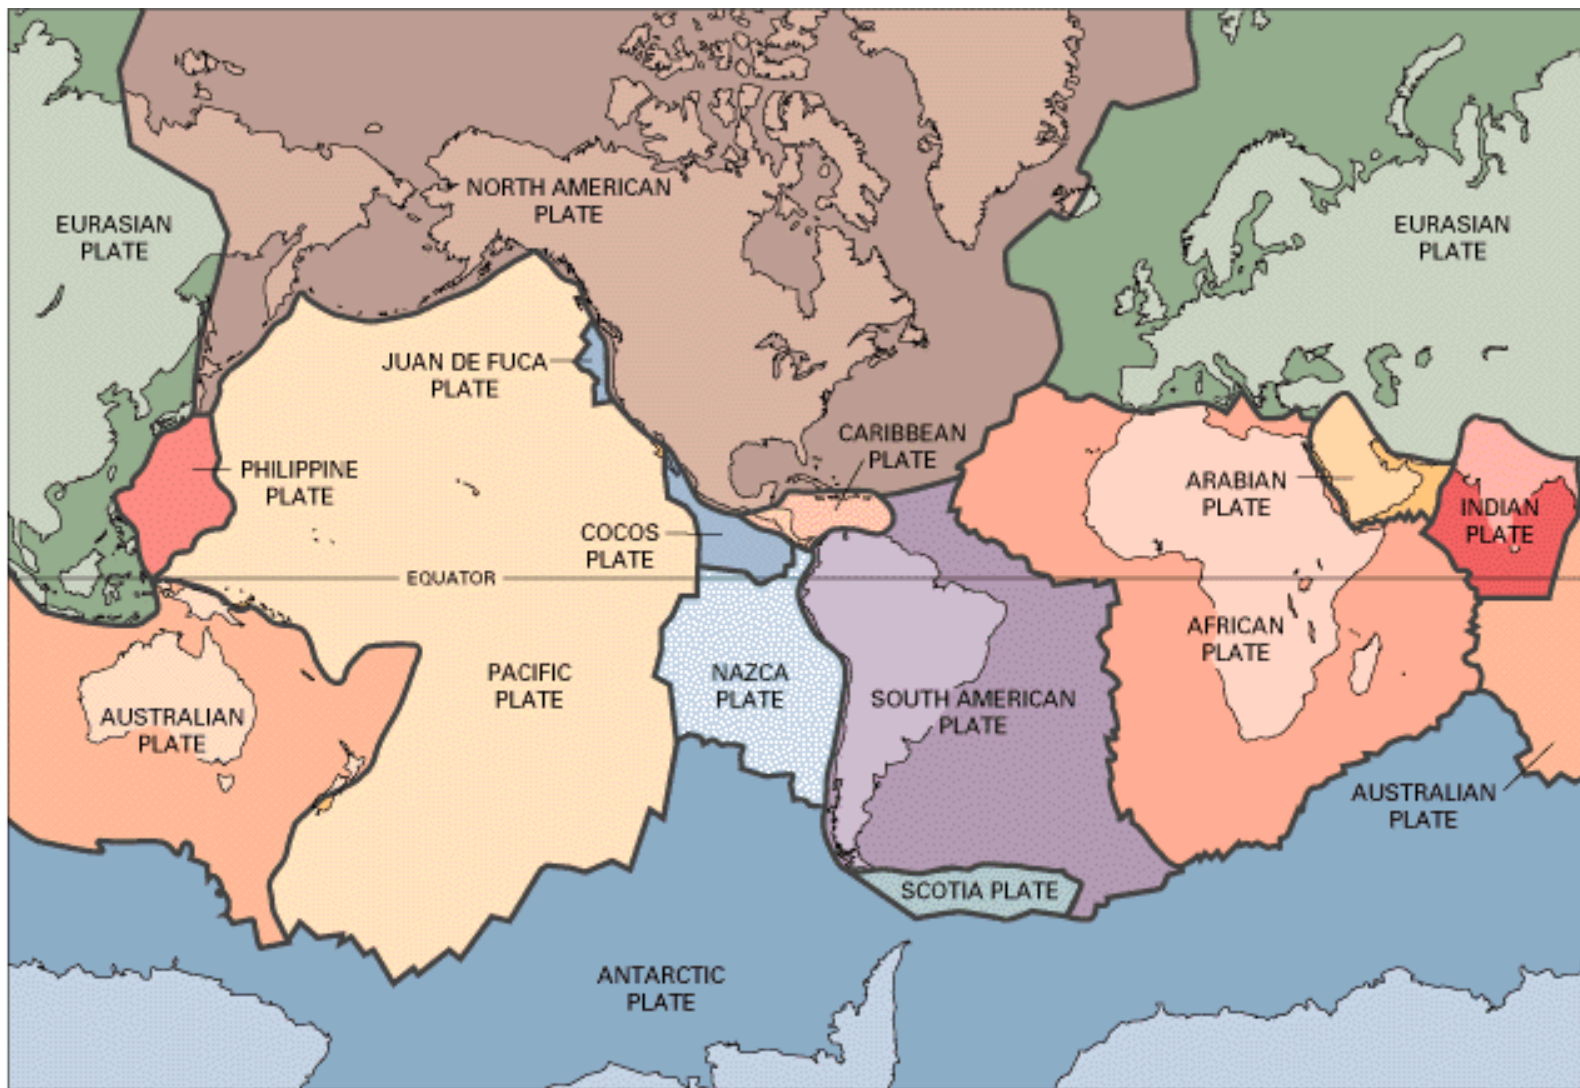 NORTH AMERICAN
PLATE
EURASIAN
PLATE
EURASIAN
PLATE
JUAN DE FUCA
PLATE
CARIBBEAN
PLATE
PHILIPPINE
PLATE
ARABIAN
PLATE
INDIAN
PLATE
COCOS
PLATE
EQUATOR
AFRICAN
PLATE
PACIFIC
PLATE
NAZCA
PLATE
SOUTH AMERICAN
PLATE
AUSTRALIAN
PLATE
AUSTRALIAN
PLATE
SCOTIA PLATE
ANTARCTIC
PLATE